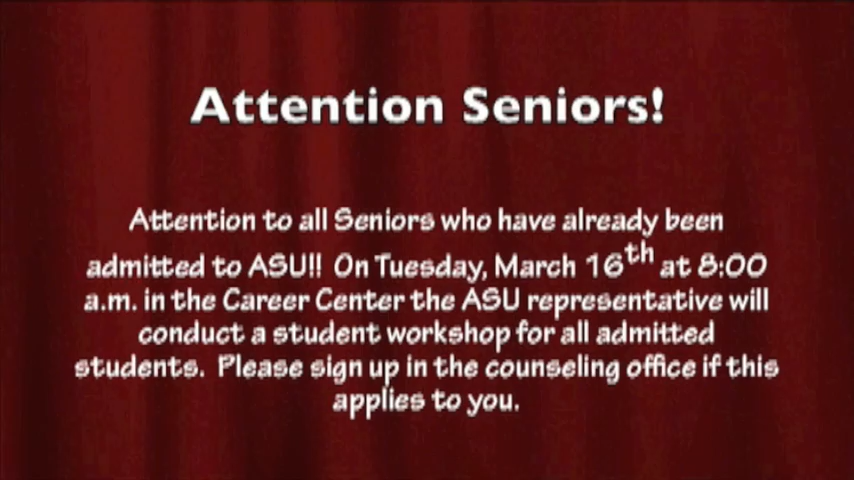 Attention Seniors!
Attention to all Seniors who have already been
admitted to ASU!! On Tuesday, March 16th at 8:00
a.m. in the Career Center the ASU representative will
conduct a student workshop for all admitted
students. Please sign up in the counseling office if this
applies to you.